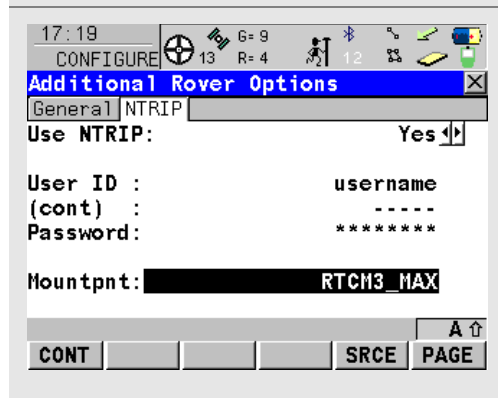 17:19
CONFIGURE 13 G= 9 R= 4 12
Additional Rover Options
General NTRIP
Use NTRIP: Yes
User ID : username
(cont) : -----
Password: ********
Mountpnt: RTCM3_MAX
A
CONT SRCE PAGE